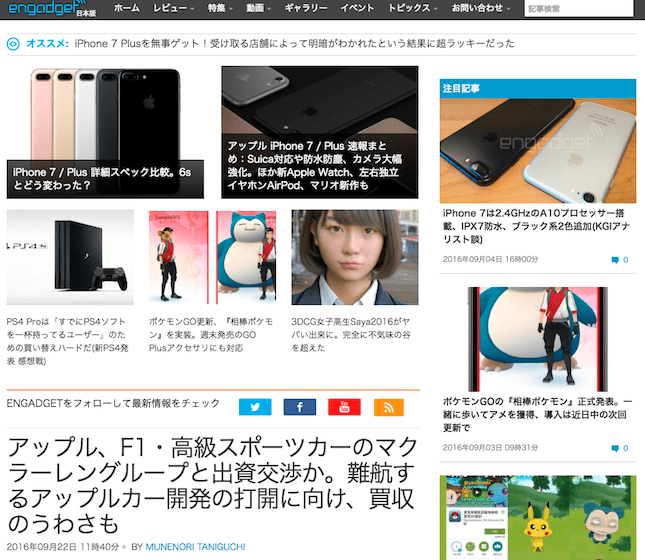 engadget 日本版
ホーム レビュー 特集 動画 ギャラリー イベント トピックス お問い合わせ 記事検索
オススメ: iPhone 7 Plusを無事ゲット！受け取る店舗によって明暗がわかれたという結果に超ラッキーだった
iPhone 7 / Plus 詳細スペック比較。6s
とどう変わった？
アップル iPhone 7 / Plus 速報まと
め：Suica対応や防水防塵、カメラ大幅
強化。ほか新Apple Watch、左右独立
イヤホンAirPod、マリオ新作も
PS4 PRO
PS4 Proは「すでにPS4ソフト
を一杯持ってるユーザー」のた
めの買い替えハードだ(新PS4発
表 感想戦)
ポケモンGO更新、『相棒ポケモ
ン』を実装。週末発売のGO
Plusアクセサリにも対応
3DCG女子高生Saya2016がヤ
バい出来に。完全に不気味の谷
を超えた
ENGADGETをフォローして最新情報をチェック
You Tube
アップル、F1・高級スポーツカーのマク
ラーレングループと出資交渉か。難航す
るアップルカー開発の打開に向け、買収
のうわさも
2016年09月22日 11時40分 BY MUNENORI TANIGUCHI
注目記事
engadget
iPhone 7は2.4GHzのA10プロセッサー搭
載、IPX7防水、ブラック系2色追加(KGIアナ
リスト談)
2016年09月04日 16時00分 0
ポケモンGOの『相棒ポケモン』正式発表。一
緒に歩いてアメを獲得、導入は近日中の次回
更新で
2016年09月03日 09時31分 0